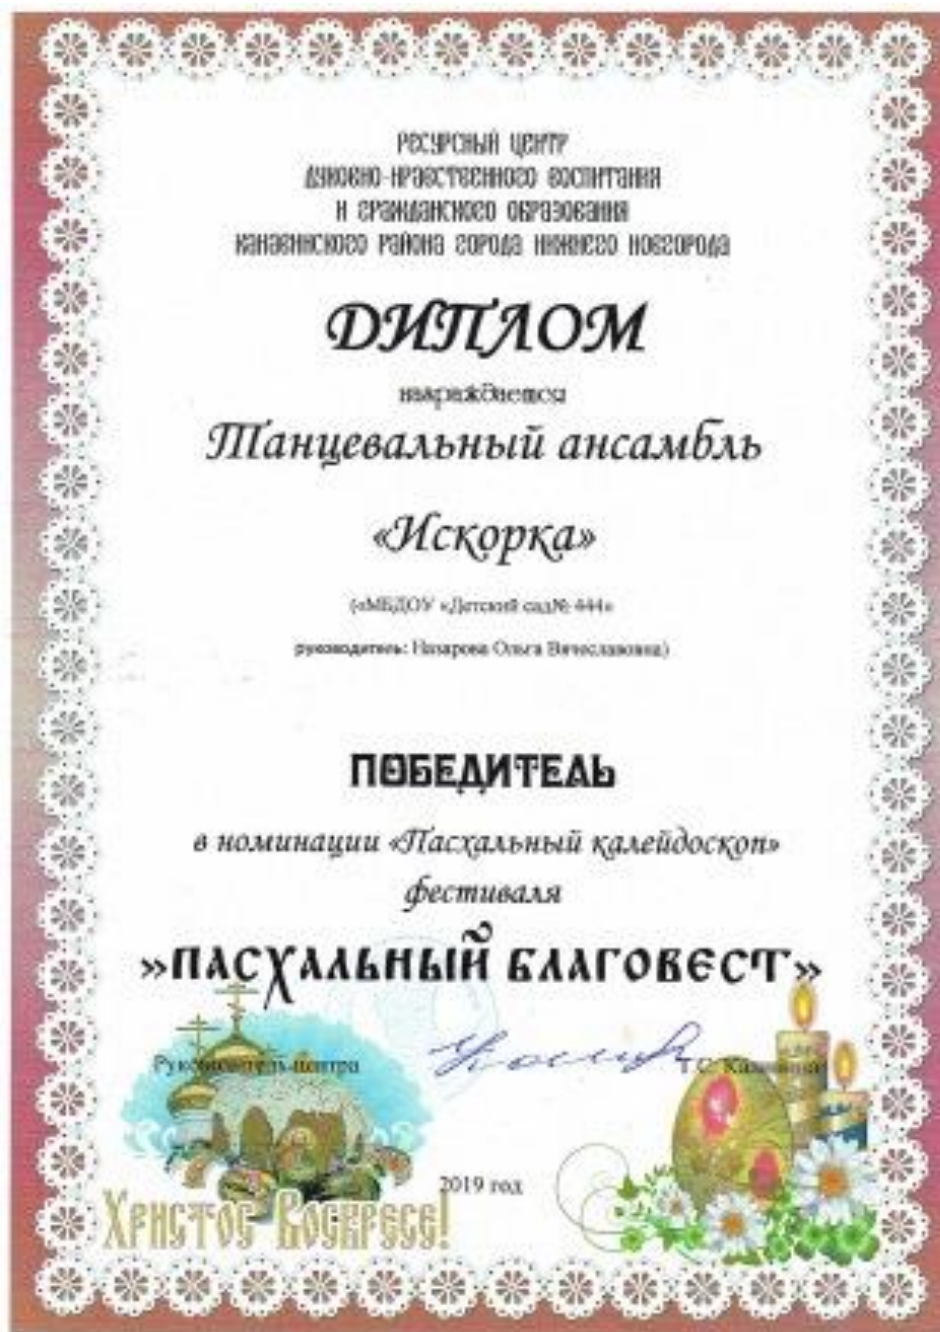 РЕСУРСНЫЙ ЦЕНТР
ДУХОВНО-НРАВСТВЕННОГО ВОСПИТАНИЯ
И ГРАЖДАНСКОГО ОБРАЗОВАНИЯ
КАНАВИНСКОГО РАЙОНА ГОРОДА НИЖНЕГО НОВГОРОДА
ДИПЛОМ
награждается
Танцевальный ансамбль
«Искорка»
(«МБДОУ «Детский сад№ 444»
руководитель: Назарова Ольга Вячеславовна)
ПОБЕДИТЕЛЬ
в номинации «Пасхальный калейдоскоп»
фестиваля
»ПАСХАЛЬНЫЙ БЛАГОВЕСТ»
Руководитель центра Т.С.
2019 год
Христос Воскресе!